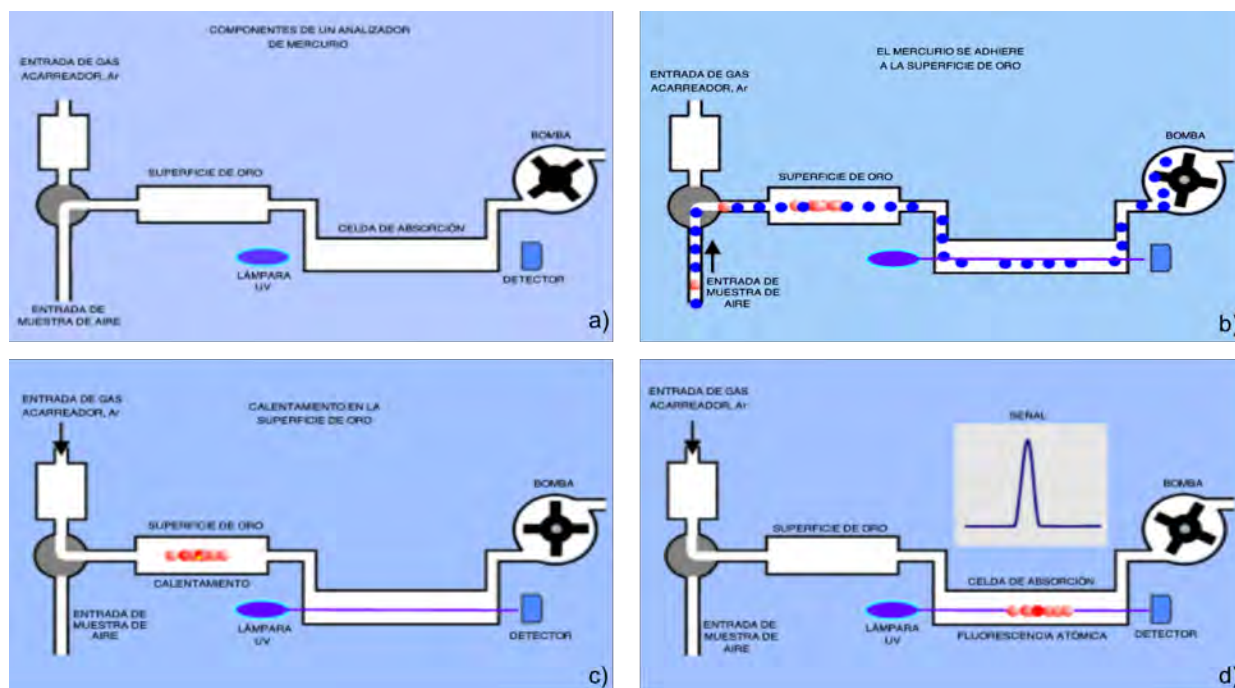 COMPONENTES DE UN ANALIZADOR
DE MERCURIO
ENTRADA DE GAS
ACARREADOR, Ar
BOMBA
SUPERFICIE DE ORO
CELDA DE ABSORCIÓN
LÁMPARA
UV
DETECTOR
ENTRADA DE
MUESTRA DE AIRE
a)
EL MERCURIO SE ADHIERE
A LA SUPERFICIE DE ORO
ENTRADA DE GAS
ACARREADOR, Ar
BOMBA
SUPERFICIE DE ORO
ENTRADA DE
MUESTRA DE
AIRE
b)
ENTRADA DE GAS
ACARREADOR, Ar
CALENTAMIENTO EN LA
SUPERFICIE DE ORO
BOMBA
SUPERFICIE DE ORO
CALENTAMIENTO
ENTRADA DE
MUESTRA DE
AIRE
LÁMPARA
UV
DETECTOR
c)
ENTRADA DE GAS
ACARREADOR, Ar
SEÑAL
BOMBA
SUPERFICIE DE ORO
CELDA DE ABSORCIÓN
ENTRADA DE
MUESTRA DE
AIRE
LÁMPARA
UV
FLUORESCENCIA ATÓMICA
DETECTOR
d)